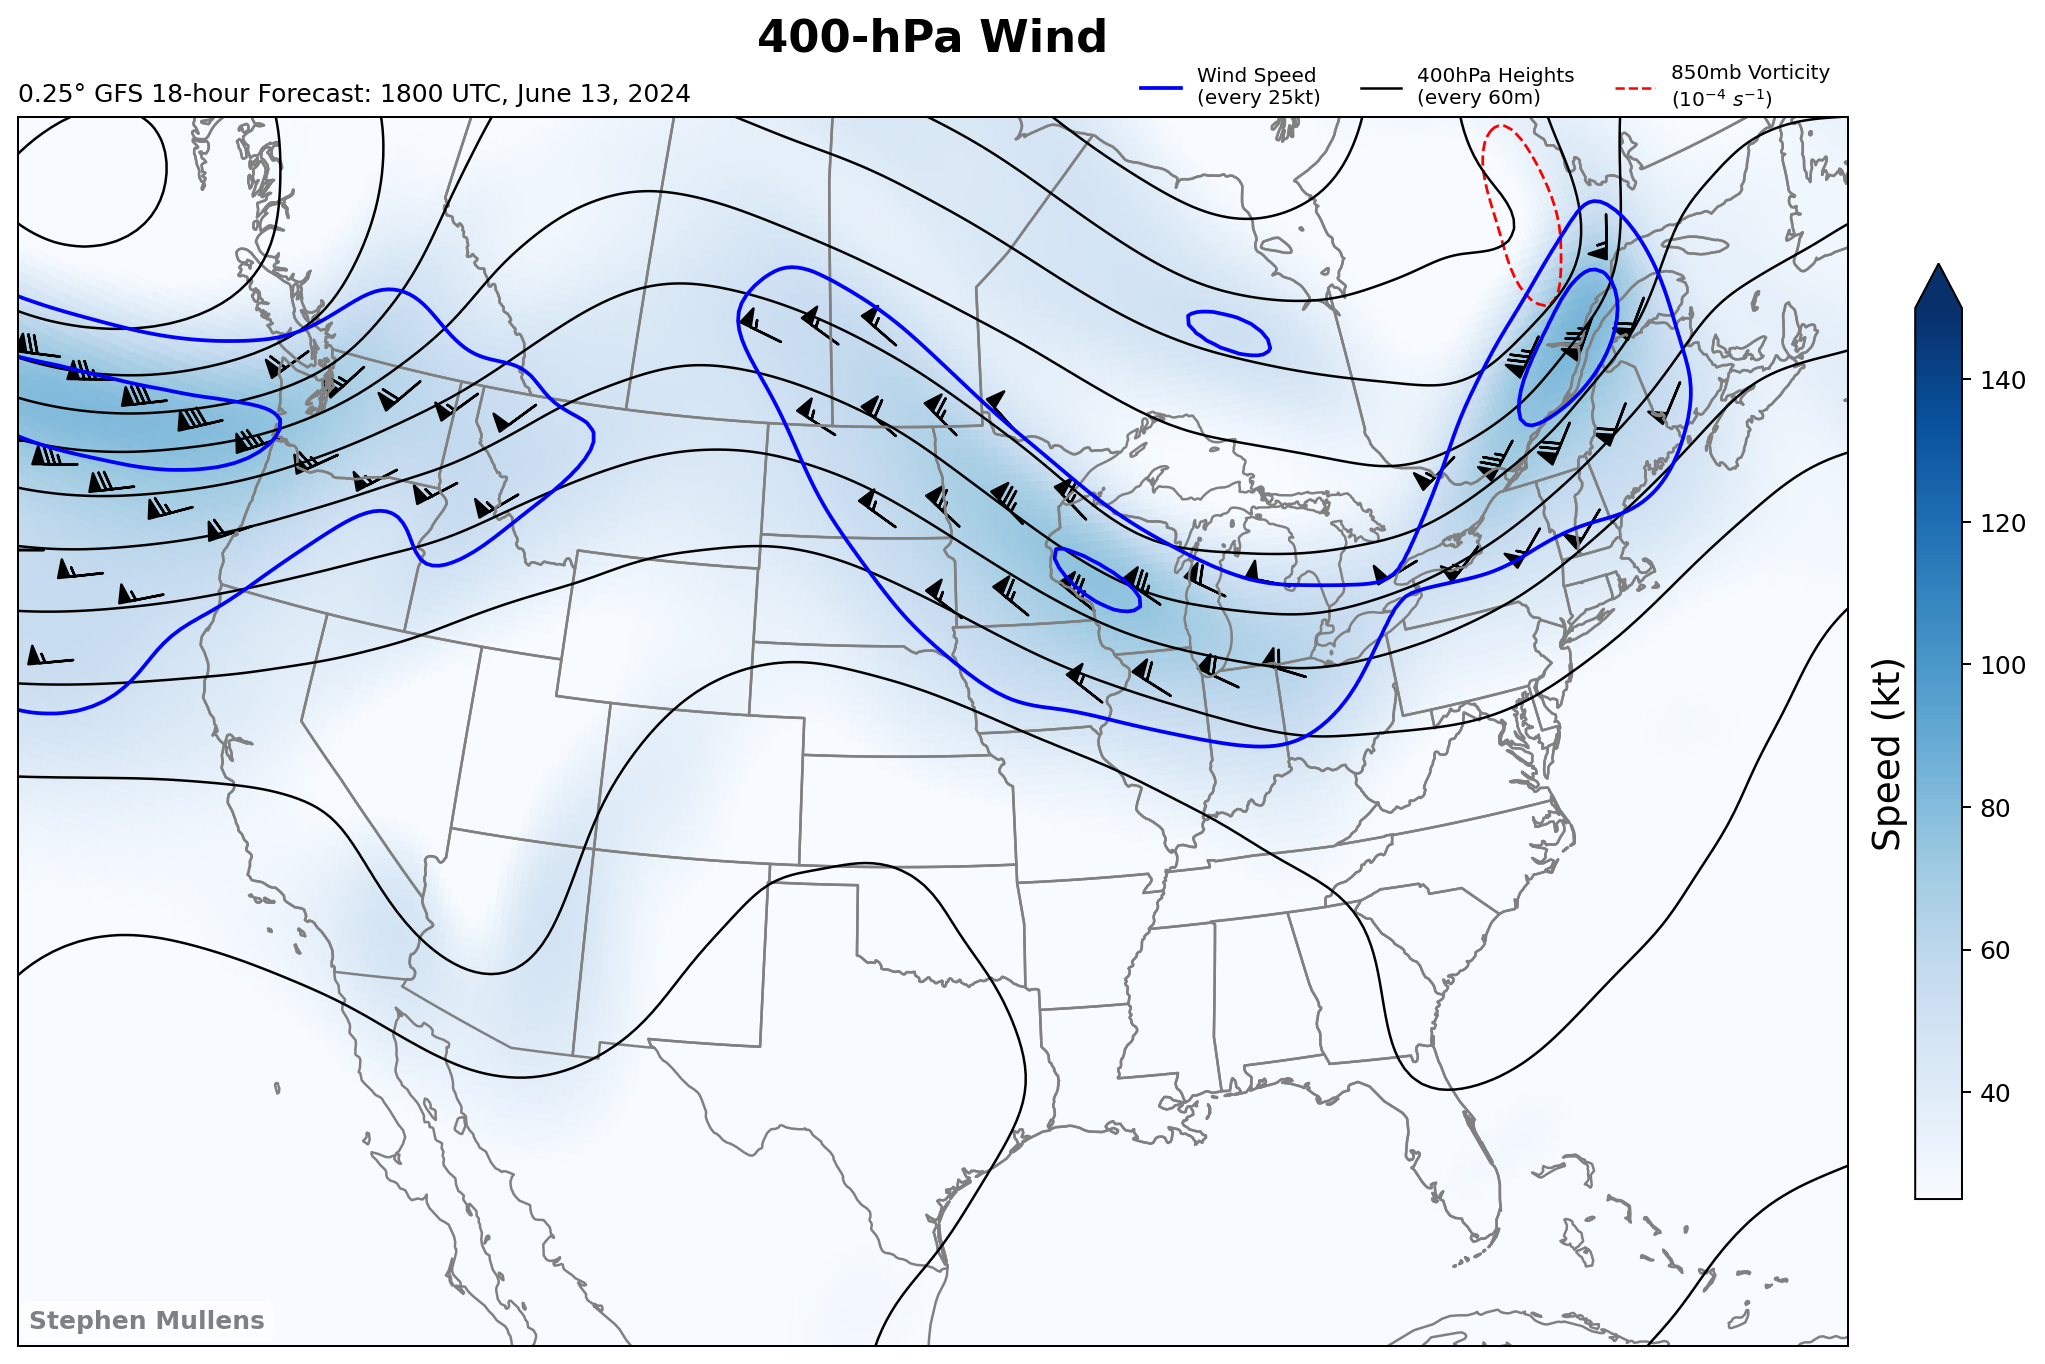 400-hPa Wind
0.25° GFS 18-hour Forecast: 1800 UTC, June 13, 2024
Wind Speed
(every 25kt)
400hPa Heights
(every 60m)
850mb Vorticity
(10⁻⁴ s⁻¹)
140
120
100
80
60
40
Speed (kt)
Stephen Mullens